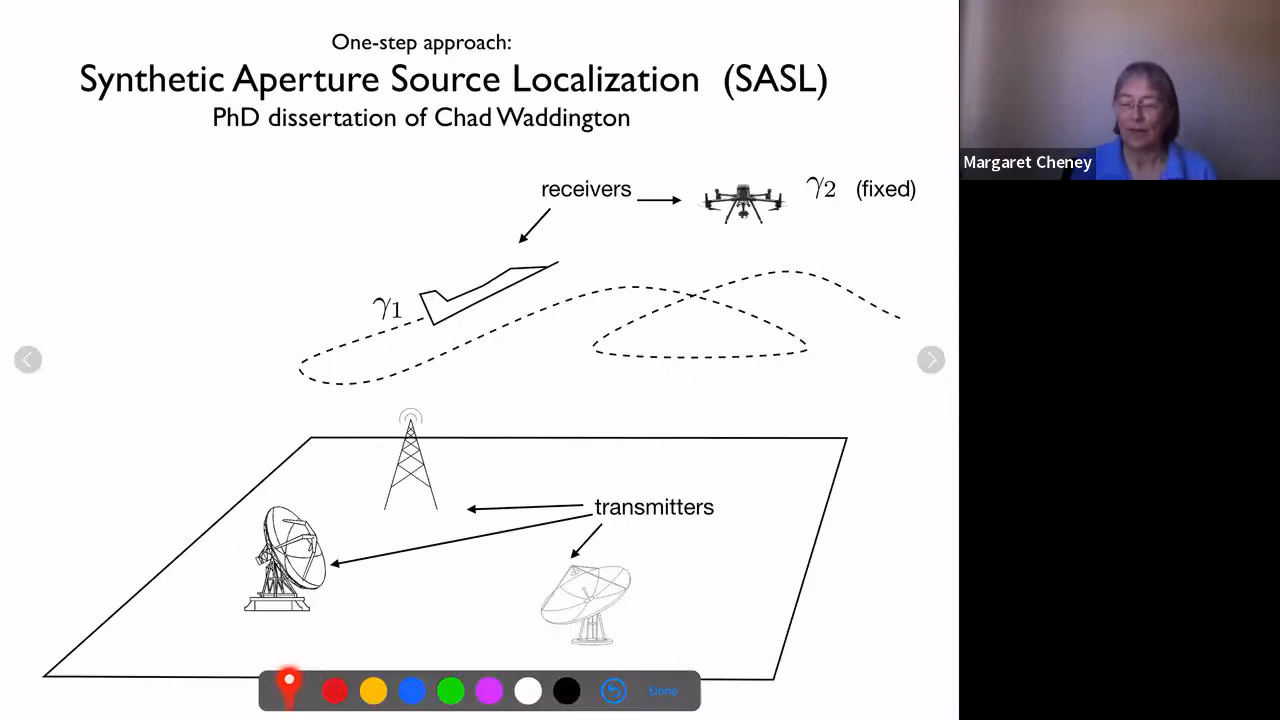 One-step approach:
Synthetic Aperture Source Localization (SASL)
PhD dissertation of Chad Waddington
Margaret Cheney
receivers
γ2 (fixed)
γ1
transmitters
Done